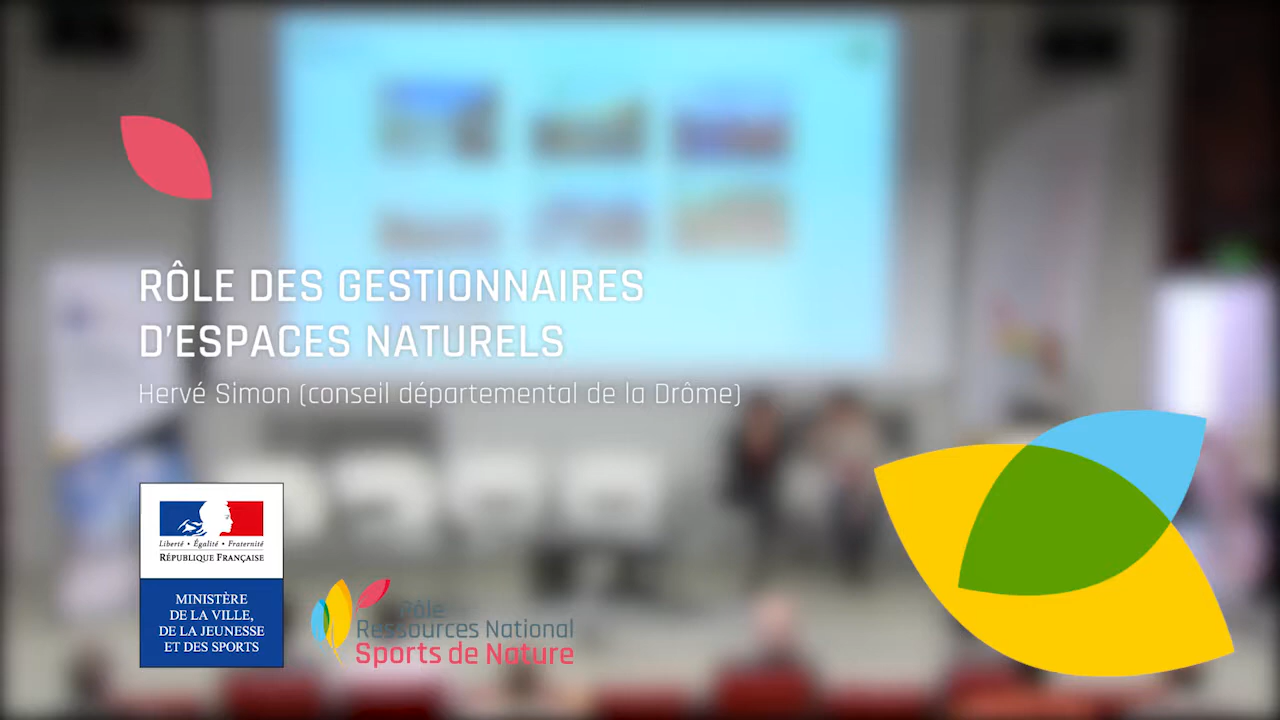 RÔLE DES GESTIONNAIRES
D'ESPACES NATURELS
Hervé Simon (conseil départemental de la Drôme)
Liberté • Égalité • Fraternité
RÉPUBLIQUE FRANÇAISE
MINISTÈRE
DE LA VILLE,
DE LA JEUNESSE
ET DES SPORTS
Pôle
Ressources National
Sports de Nature